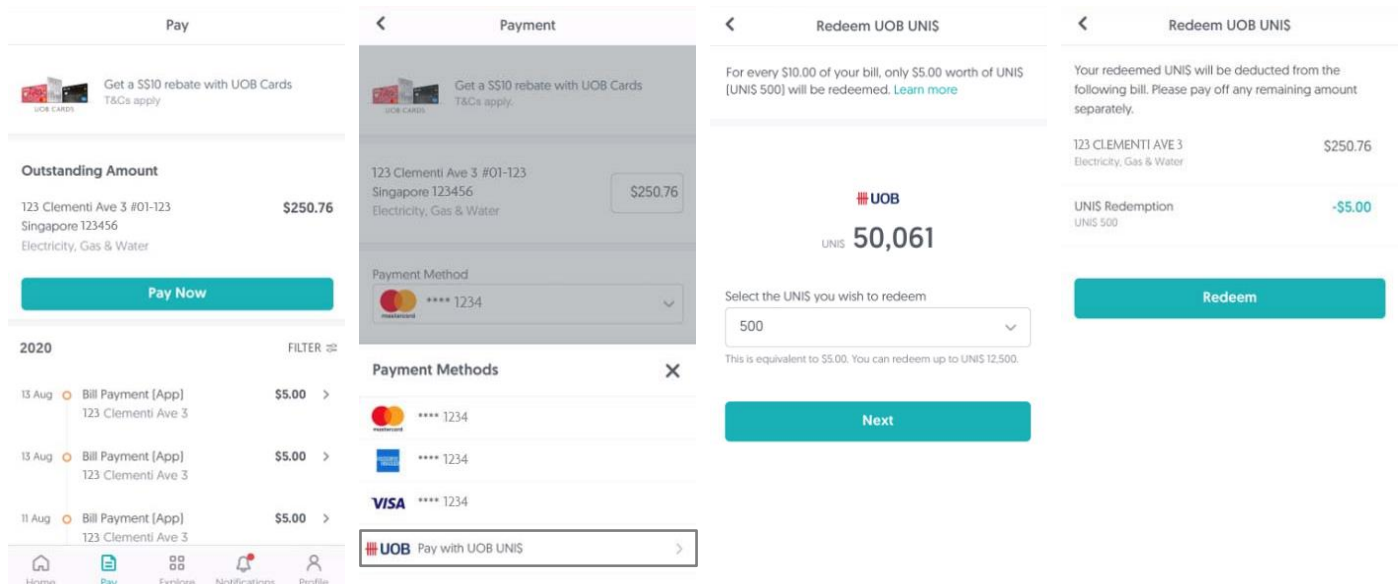 Pay
Get a S$10 rebate with UOB Cards
T&Cs apply
UOB CARDS
Outstanding Amount
123 Clementi Ave 3 #01-123
$250.76
Singapore 123456
Electricity, Gas & Water
Pay Now
2020
FILTER
13 Aug
Bill Payment (App)
$5.00
123 Clementi Ave 3
13 Aug
Bill Payment (App)
$5.00
123 Clementi Ave 3
11 Aug
Bill Payment (App)
$5.00
123 Clementi Ave 3
Home
Pay
Explore
Notifications
Profile
Payment
Get a S$10 rebate with UOB Cards
T&Cs apply.
UOB CARDS
123 Clementi Ave 3 #01-123
Singapore 123456
$250.76
Electricity, Gas & Water
Payment Method
mastercard
**** 1234
Payment Methods
mastercard
**** 1234
**** 1234
VISA
**** 1234
UOB Pay with UOB UNI$
Redeem UOB UNI$
For every $10.00 of your bill, only $5.00 worth of UNI$
(UNI$ 500) will be redeemed. Learn more
UOB
UNI$ 50,061
Select the UNI$ you wish to redeem
500
This is equivalent to $5.00. You can redeem up to UNI$ 12,500.
Next
Redeem UOB UNI$
Your redeemed UNI$ will be deducted from the
following bill. Please pay off any remaining amount
separately.
123 CLEMENTI AVE 3
$250.76
Electricity, Gas & Water
UNI$ Redemption
-$5.00
UNI$ 500
Redeem